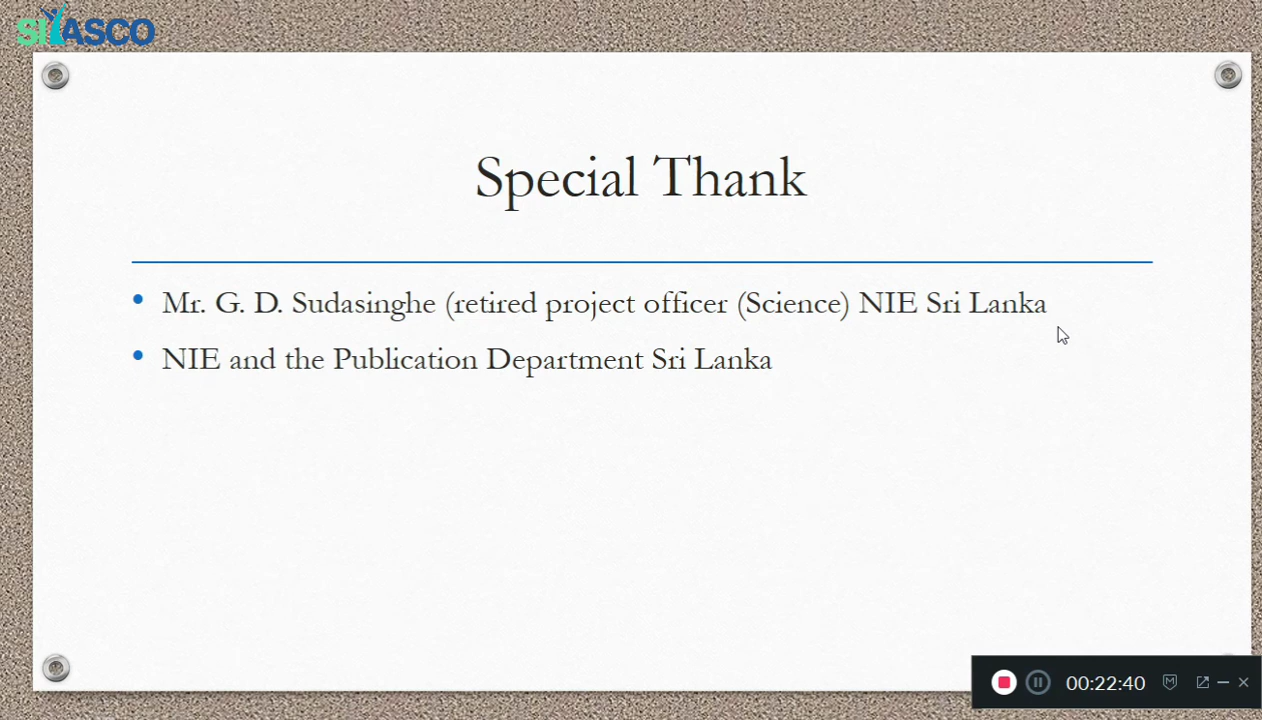 SIYASCO
Special Thank
• Mr. G. D. Sudasinghe (retired project officer (Science) NIE Sri Lanka
• NIE and the Publication Department Sri Lanka
00:22:40